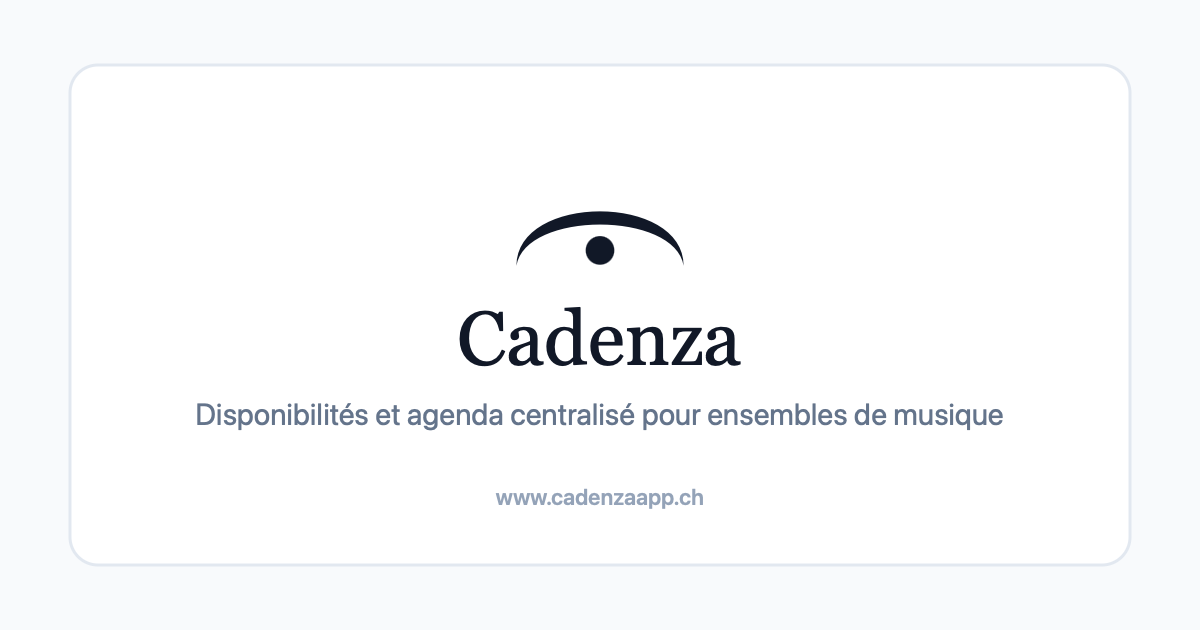 Cadenza
Disponibilités et agenda centralisé pour ensembles de musique
www.cadenzaapp.ch